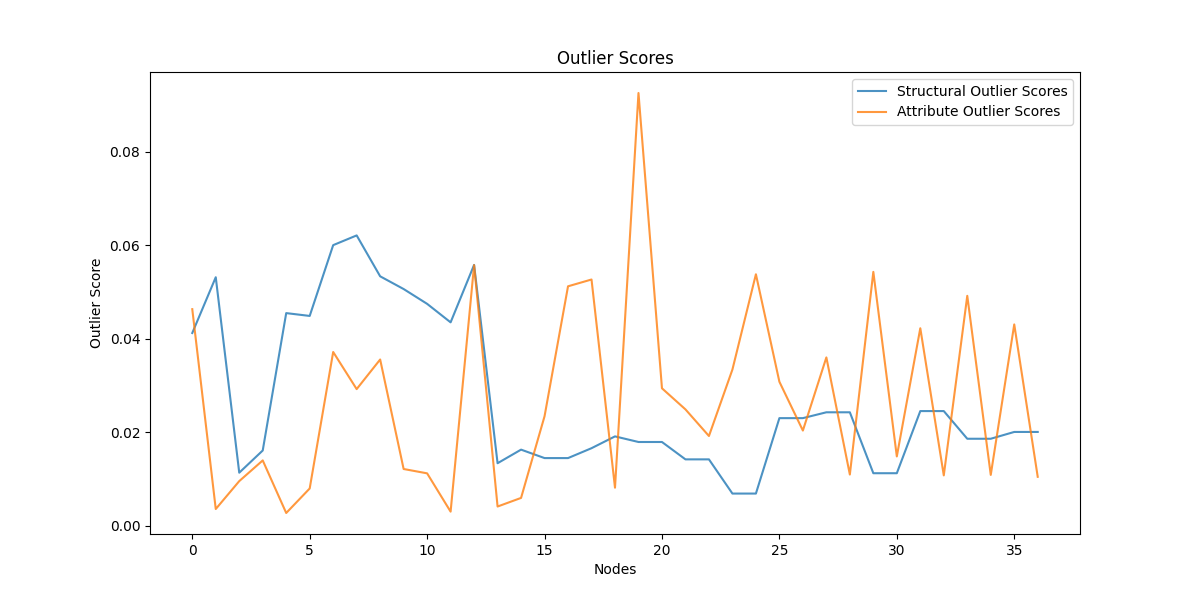 Outlier Scores
Structural Outlier Scores
Attribute Outlier Scores
Outlier Score
0.08
0.06
0.04
0.02
0.00
0 5 10 15 20 25 30 35
Nodes